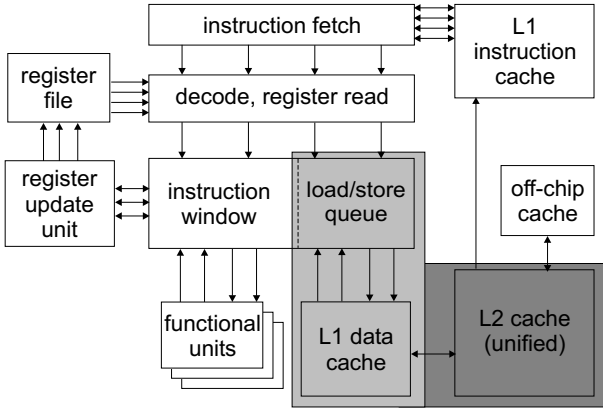 instruction fetch
L1
instruction
cache
register
file
decode, register read
register
update
unit
instruction
window
load/store
queue
off-chip
cache
functional
units
L1 data
cache
L2 cache
(unified)